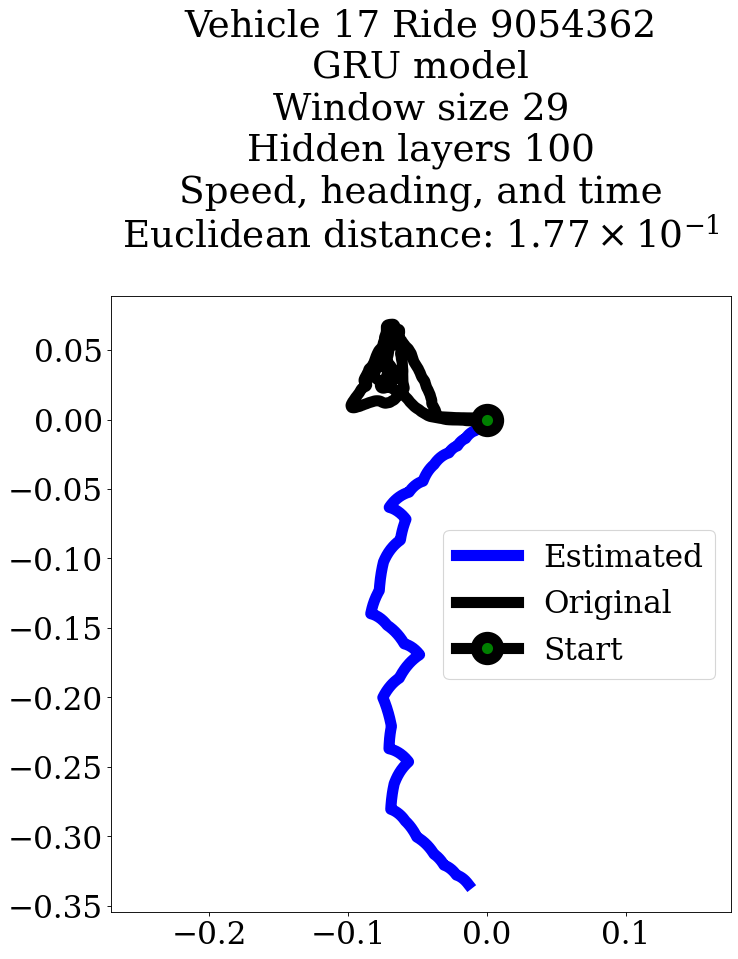 Vehicle 17 Ride 9054362
GRU model
Window size 29
Hidden layers 100
Speed, heading, and time
Euclidean distance: 1.77 × 10⁻¹
0.05
0.00
−0.05
−0.10
−0.15
−0.20
−0.25
−0.30
−0.35
Estimated
Original
Start
−0.2
−0.1
0.0
0.1